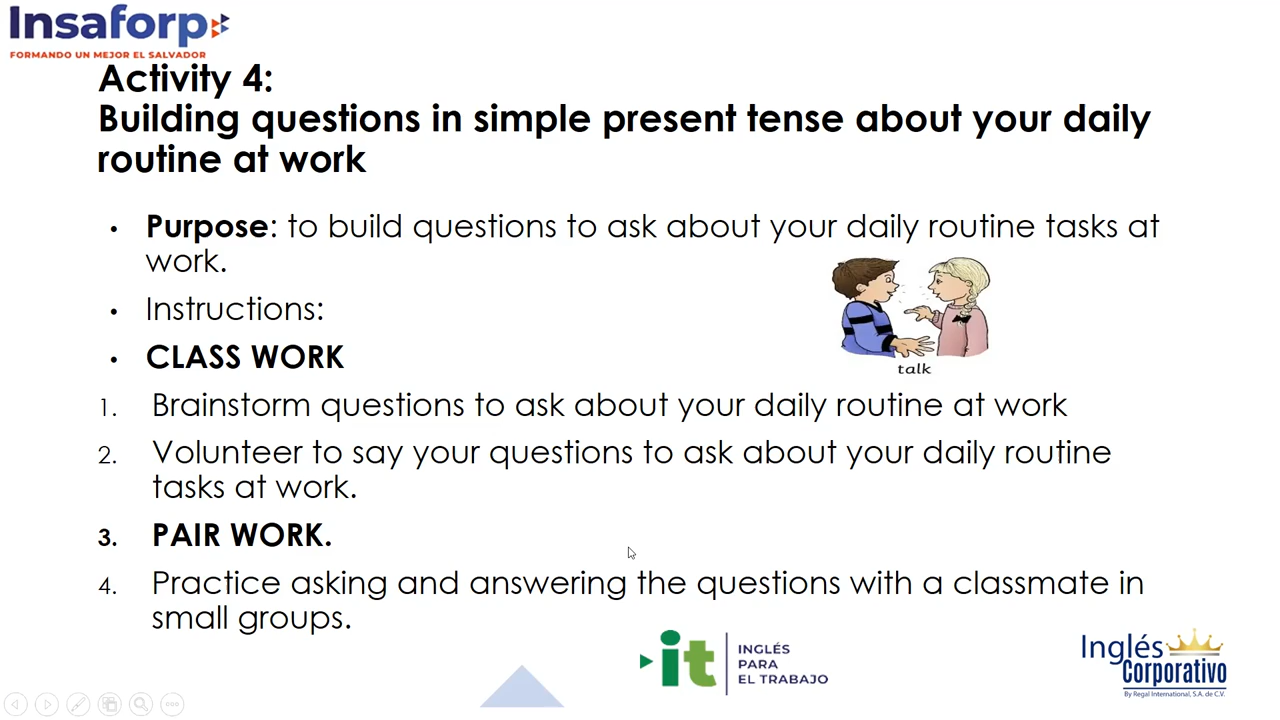 Insaforp
FORMANDO UN MEJOR EL SALVADOR
Activity 4:
Building questions in simple present tense about your daily
routine at work
• Purpose: to build questions to ask about your daily routine tasks at
work.
• Instructions:
• CLASS WORK
talk
1. Brainstorm questions to ask about your daily routine at work
2. Volunteer to say your questions to ask about your daily routine
tasks at work.
3. PAIR WORK.
4. Practice asking and answering the questions with a classmate in
small groups.
it
INGLÉS
PARA
EL TRABAJO
Inglés
Corporativo
By Regal International, S.A. de C.V.